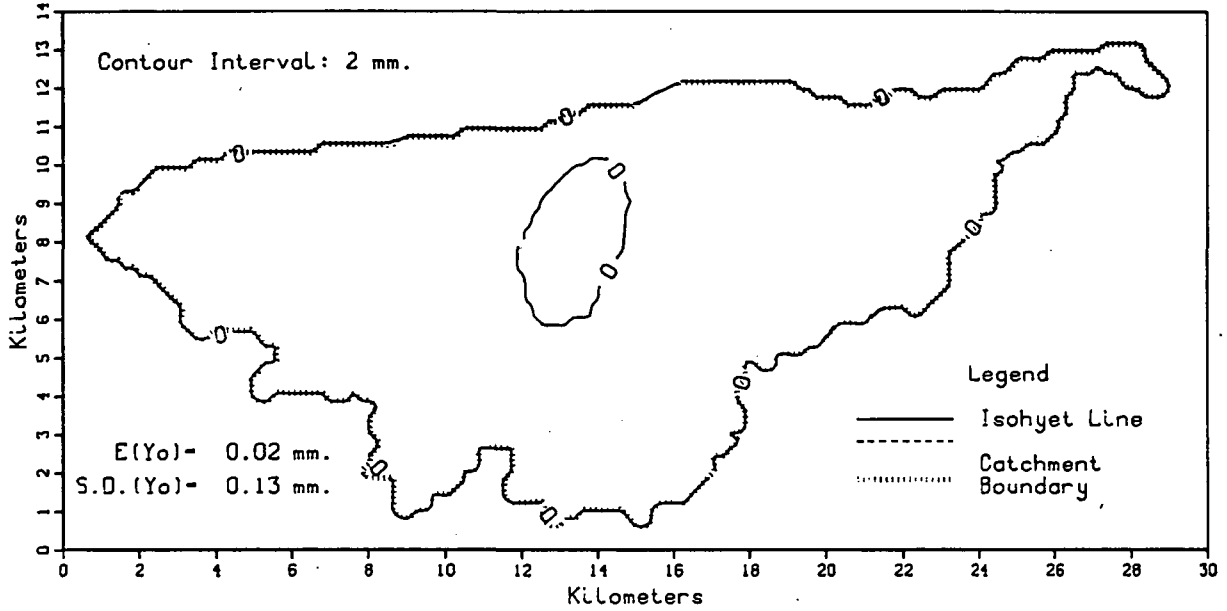 14
13
12
11
10
9
8
7
6
5
4
3
2
1
0
Kilometers
Contour Interval: 2 mm.
0
0
0
0
0
0
0
0
0
0
0
E(Yo)= 0.02 mm.
S.D.(Yo)= 0.13 mm.
Legend
Isohyet Line
Catchment
Boundary
0 2 4 6 8 10 12 14 16 18 20 22 24 26 28 30
Kilometers